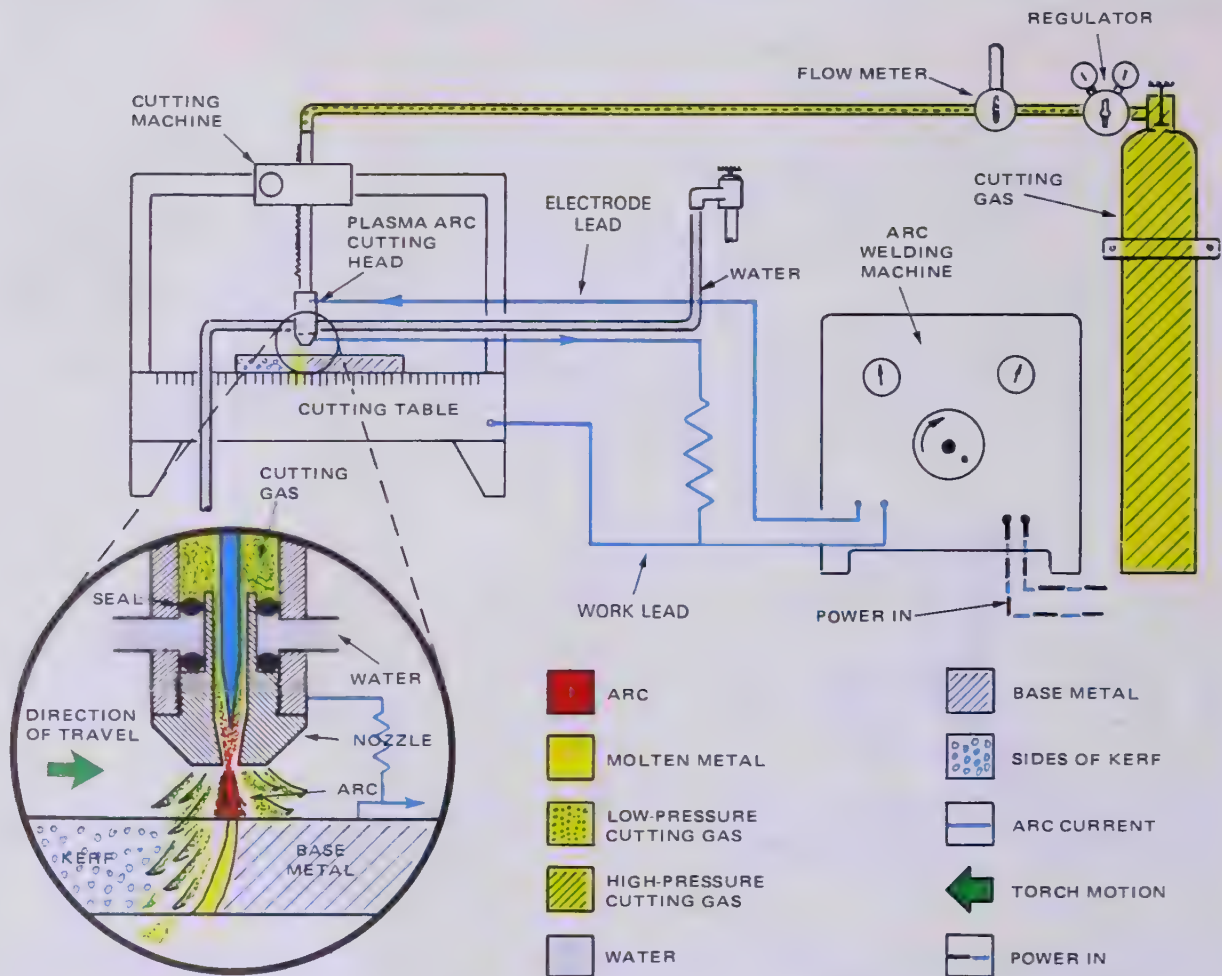 REGULATOR
FLOW METER
CUTTING
MACHINE
CUTTING
GAS
ELECTRODE
LEAD
PLASMA ARC
CUTTING
HEAD
ARC
WELDING
MACHINE
WATER
CUTTING TABLE
CUTTING
GAS
SEAL
WORK LEAD
POWER IN
WATER
DIRECTION
OF TRAVEL
NOZZLE
ARC
KERF
BASE
METAL
ARC
MOLTEN METAL
LOW-PRESSURE
CUTTING GAS
HIGH-PRESSURE
CUTTING GAS
WATER
BASE METAL
SIDES OF KERF
ARC CURRENT
TORCH MOTION
POWER IN